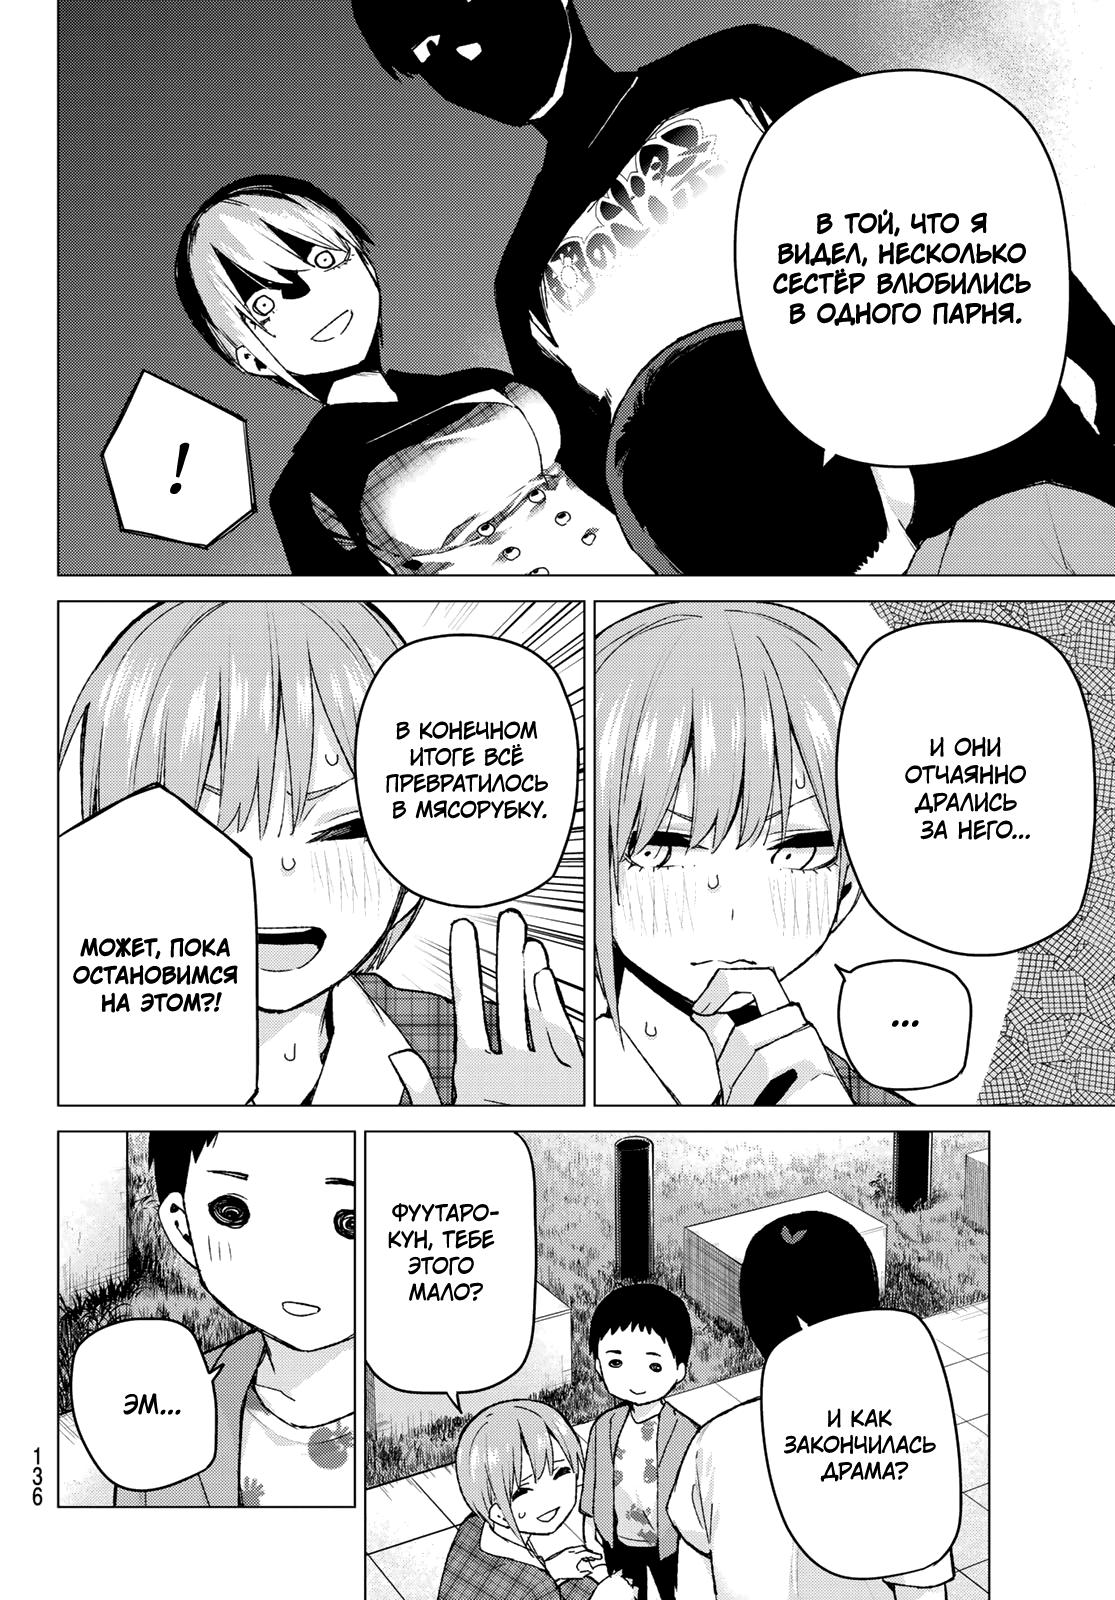 В ТОЙ, ЧТО Я
ВИДЕЛ, НЕСКОЛЬКО
СЕСТЁР ВЛЮБИЛИСЬ
В ОДНОГО ПАРНЯ.
!
И ОНИ
ОТЧАЯННО
ДРАЛИСЬ
ЗА НЕГО...
...
В КОНЕЧНОМ
ИТОГЕ ВСЁ
ПРЕВРАТИЛОСЬ
В МЯСОРУБКУ.
МОЖЕТ, ПОКА
ОСТАНОВИМСЯ
НА ЭТОМ?!
И КАК
ЗАКОНЧИЛАСЬ
ДРАМА?
ФУУТАРО-
КУН, ТЕБЕ
ЭТОГО
МАЛО?
ЭМ...
136